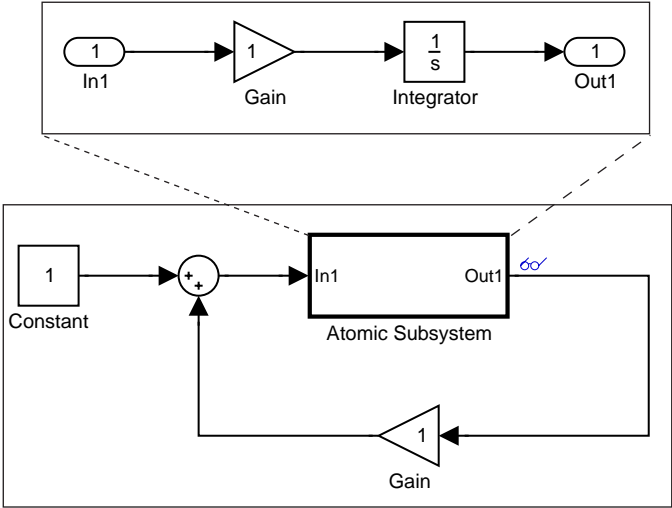 1
1
1
s
1
In1
Gain
Integrator
Out1
1
+
+
In1
Out1
Constant
Atomic Subsystem
1
Gain